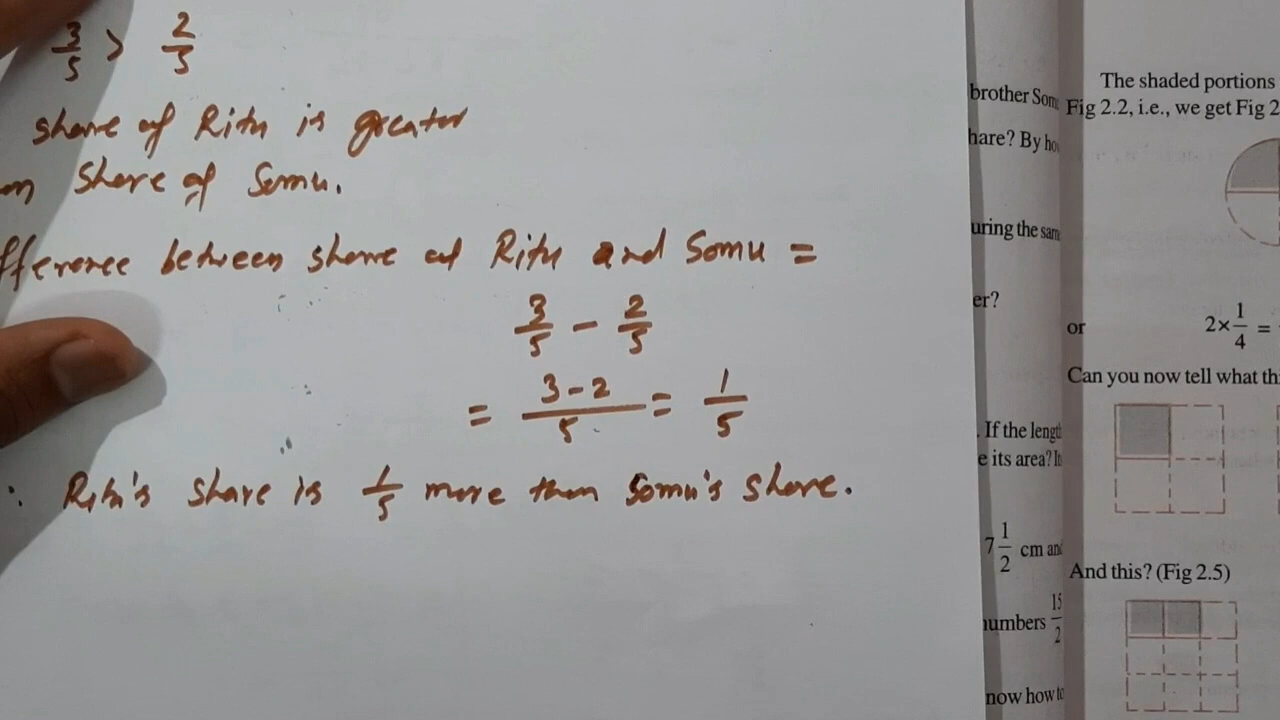 3/5 > 2/5
share of Ritu is greater
share of Somu.
fference between share of Ritu and Somu =
3/5 - 2/5
= 3-2/5 = 1/5
Ritu's share is 1/5 more than Somu's share.
brother Som
hare? By ho
uring the sam
er?
. If the lengt
e its area? I
7 1/2 cm an
numbers 15/2
now how to
The shaded portions
Fig 2.2, i.e., we get Fig 2
or 2× 1/4 =
Can you now tell what th
And this? (Fig 2.5)